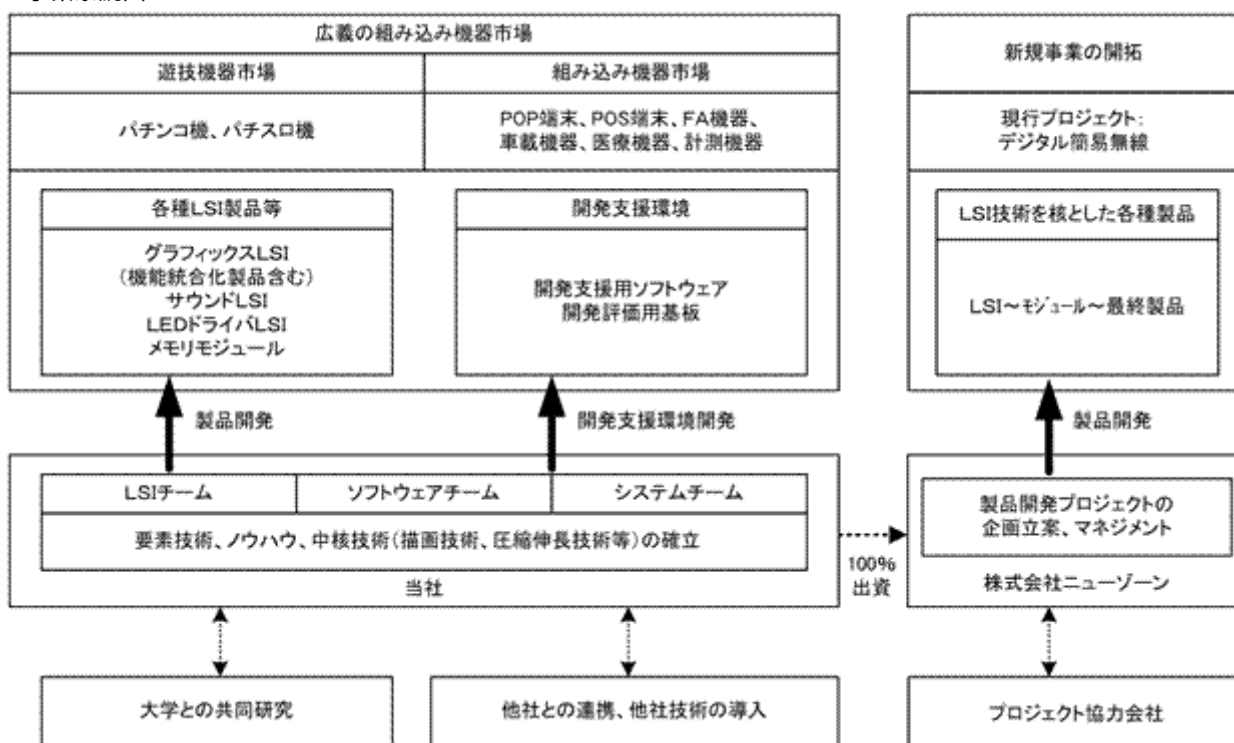 広義の組み込み機器市場
遊技機器市場
組み込み機器市場
パチンコ機、パチスロ機
POP端末、POS端末、FA機器、
車載機器、医療機器、計測機器
各種LSI製品等
グラフィックスLSI
(機能統合化製品含む)
サウンドLSI
LEDドライバLSI
メモリモジュール
開発支援環境
開発支援用ソフトウェア
開発評価用基板
新規事業の開拓
現行プロジェクト:
デジタル簡易無線
LSI技術を核とした各種製品
LSI～モジュール～最終製品
製品開発
開発支援環境開発
製品開発
LSIチーム
ソフトウェアチーム
システムチーム
要素技術、ノウハウ、中核技術(描画技術、圧縮伸長技術等)の確立
当社
100%
出資
製品開発プロジェクトの
企画立案、マネジメント
株式会社ニューゾーン
大学との共同研究
他社との連携、他社技術の導入
プロジェクト協力会社